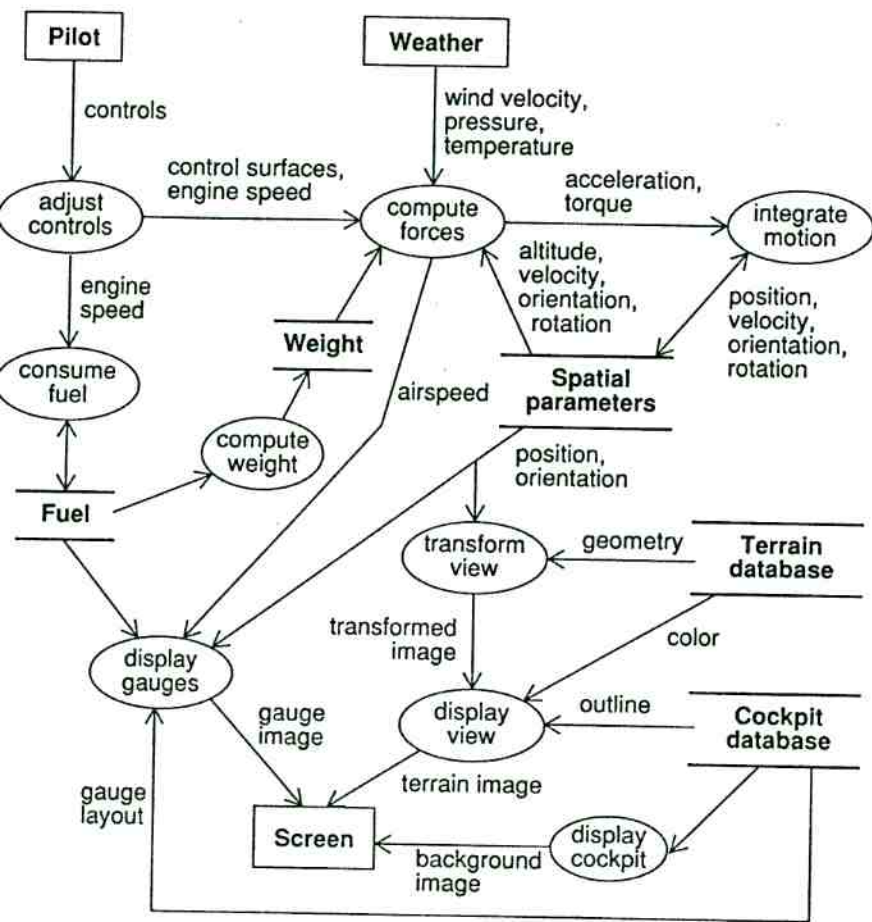 Pilot
Weather
controls
wind velocity,
pressure,
temperature
control surfaces,
engine speed
acceleration,
torque
adjust
controls
compute
forces
integrate
motion
engine
speed
altitude,
velocity,
orientation,
rotation
position,
velocity,
orientation,
rotation
Weight
consume
fuel
airspeed
Spatial
parameters
compute
weight
position,
orientation
Fuel
transform
view
geometry
Terrain
database
transformed
image
color
display
gauges
display
view
outline
Cockpit
database
gauge
image
terrain image
gauge
layout
Screen
background
image
display
cockpit